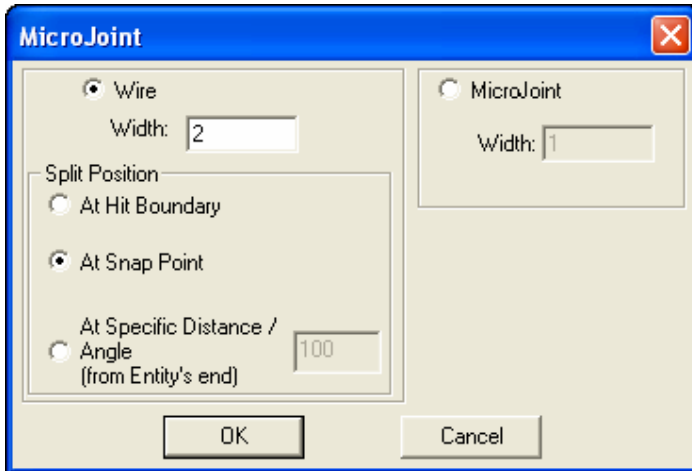 MicroJoint
Wire
Width: 2
Split Position
At Hit Boundary
At Snap Point
At Specific Distance /
Angle
(from Entity's end)
100
MicroJoint
Width: 1
OK
Cancel